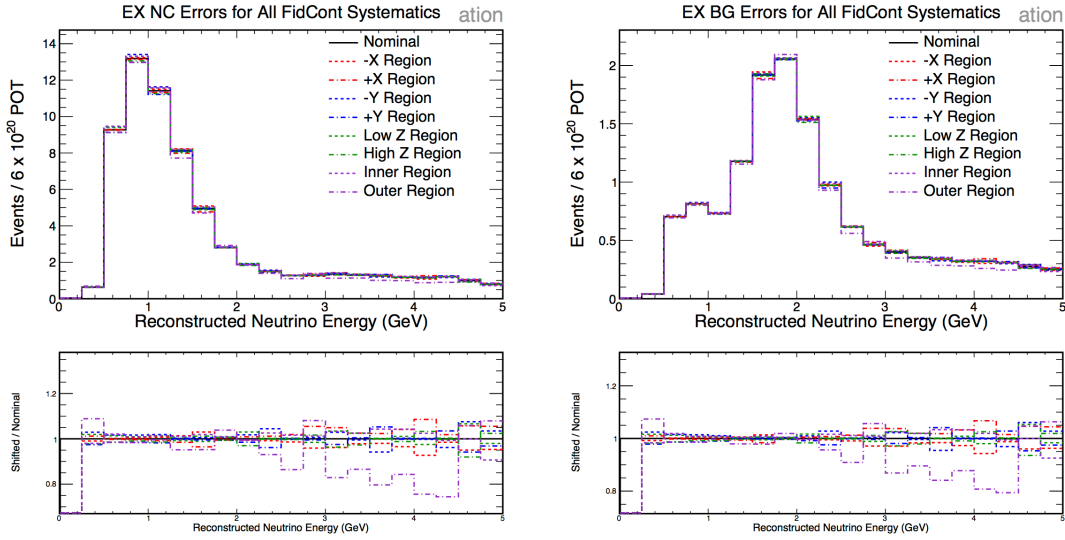 EX NC Errors for All FidCont Systematics
ation
Events / 6 x 10^20 POT
14
12
10
8
6
4
2
0
Nominal
-X Region
+X Region
-Y Region
+Y Region
Low Z Region
High Z Region
Inner Region
Outer Region
0 1 2 3 4 5
Reconstructed Neutrino Energy (GeV)
Shifted / Nominal
1.2
1
0.8
0 1 2 3 4 5
Reconstructed Neutrino Energy (GeV)
EX BG Errors for All FidCont Systematics
ation
Events / 6 x 10^20 POT
2
1.5
1
0.5
0
Nominal
-X Region
+X Region
-Y Region
+Y Region
Low Z Region
High Z Region
Inner Region
Outer Region
0 1 2 3 4 5
Reconstructed Neutrino Energy (GeV)
Shifted / Nominal
1.2
1
0.8
0 1 2 3 4 5
Reconstructed Neutrino Energy (GeV)